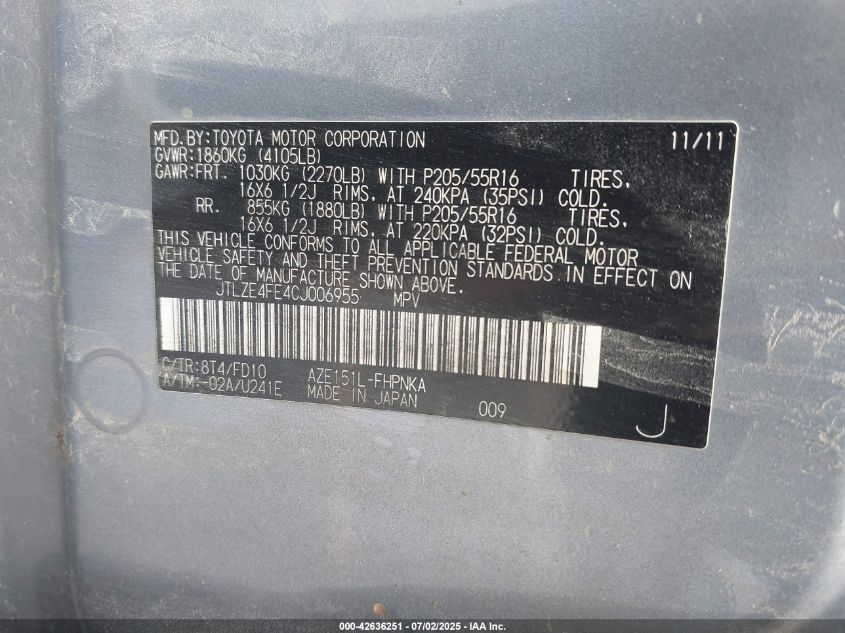 MFD.BY:TOYOTA MOTOR CORPORATION 11/11
GVWR:1860KG (4105LB)
GAWR:FRT. 1030KG (2270LB) WITH P205/55R16 TIRES,
16X6 1/2J RIMS, AT 240KPA (35PSI) COLD.
RR. 855KG (1880LB) WITH P205/55R16 TIRES,
16X6 1/2J RIMS, AT 220KPA (32PSI) COLD.
THIS VEHICLE CONFORMS TO ALL APPLICABLE FEDERAL MOTOR
VEHICLE SAFETY AND THEFT PREVENTION STANDARDS IN EFFECT ON
THE DATE OF MANUFACTURE SHOWN ABOVE.
JTLZE4FE4CJ006955 MPV
C/TR:8T4/FD10 AZE151L-FHPNKA
A/TM:-02A/U241E MADE IN JAPAN 009 J
000-42636251 - 07/02/2025 - IAA Inc.